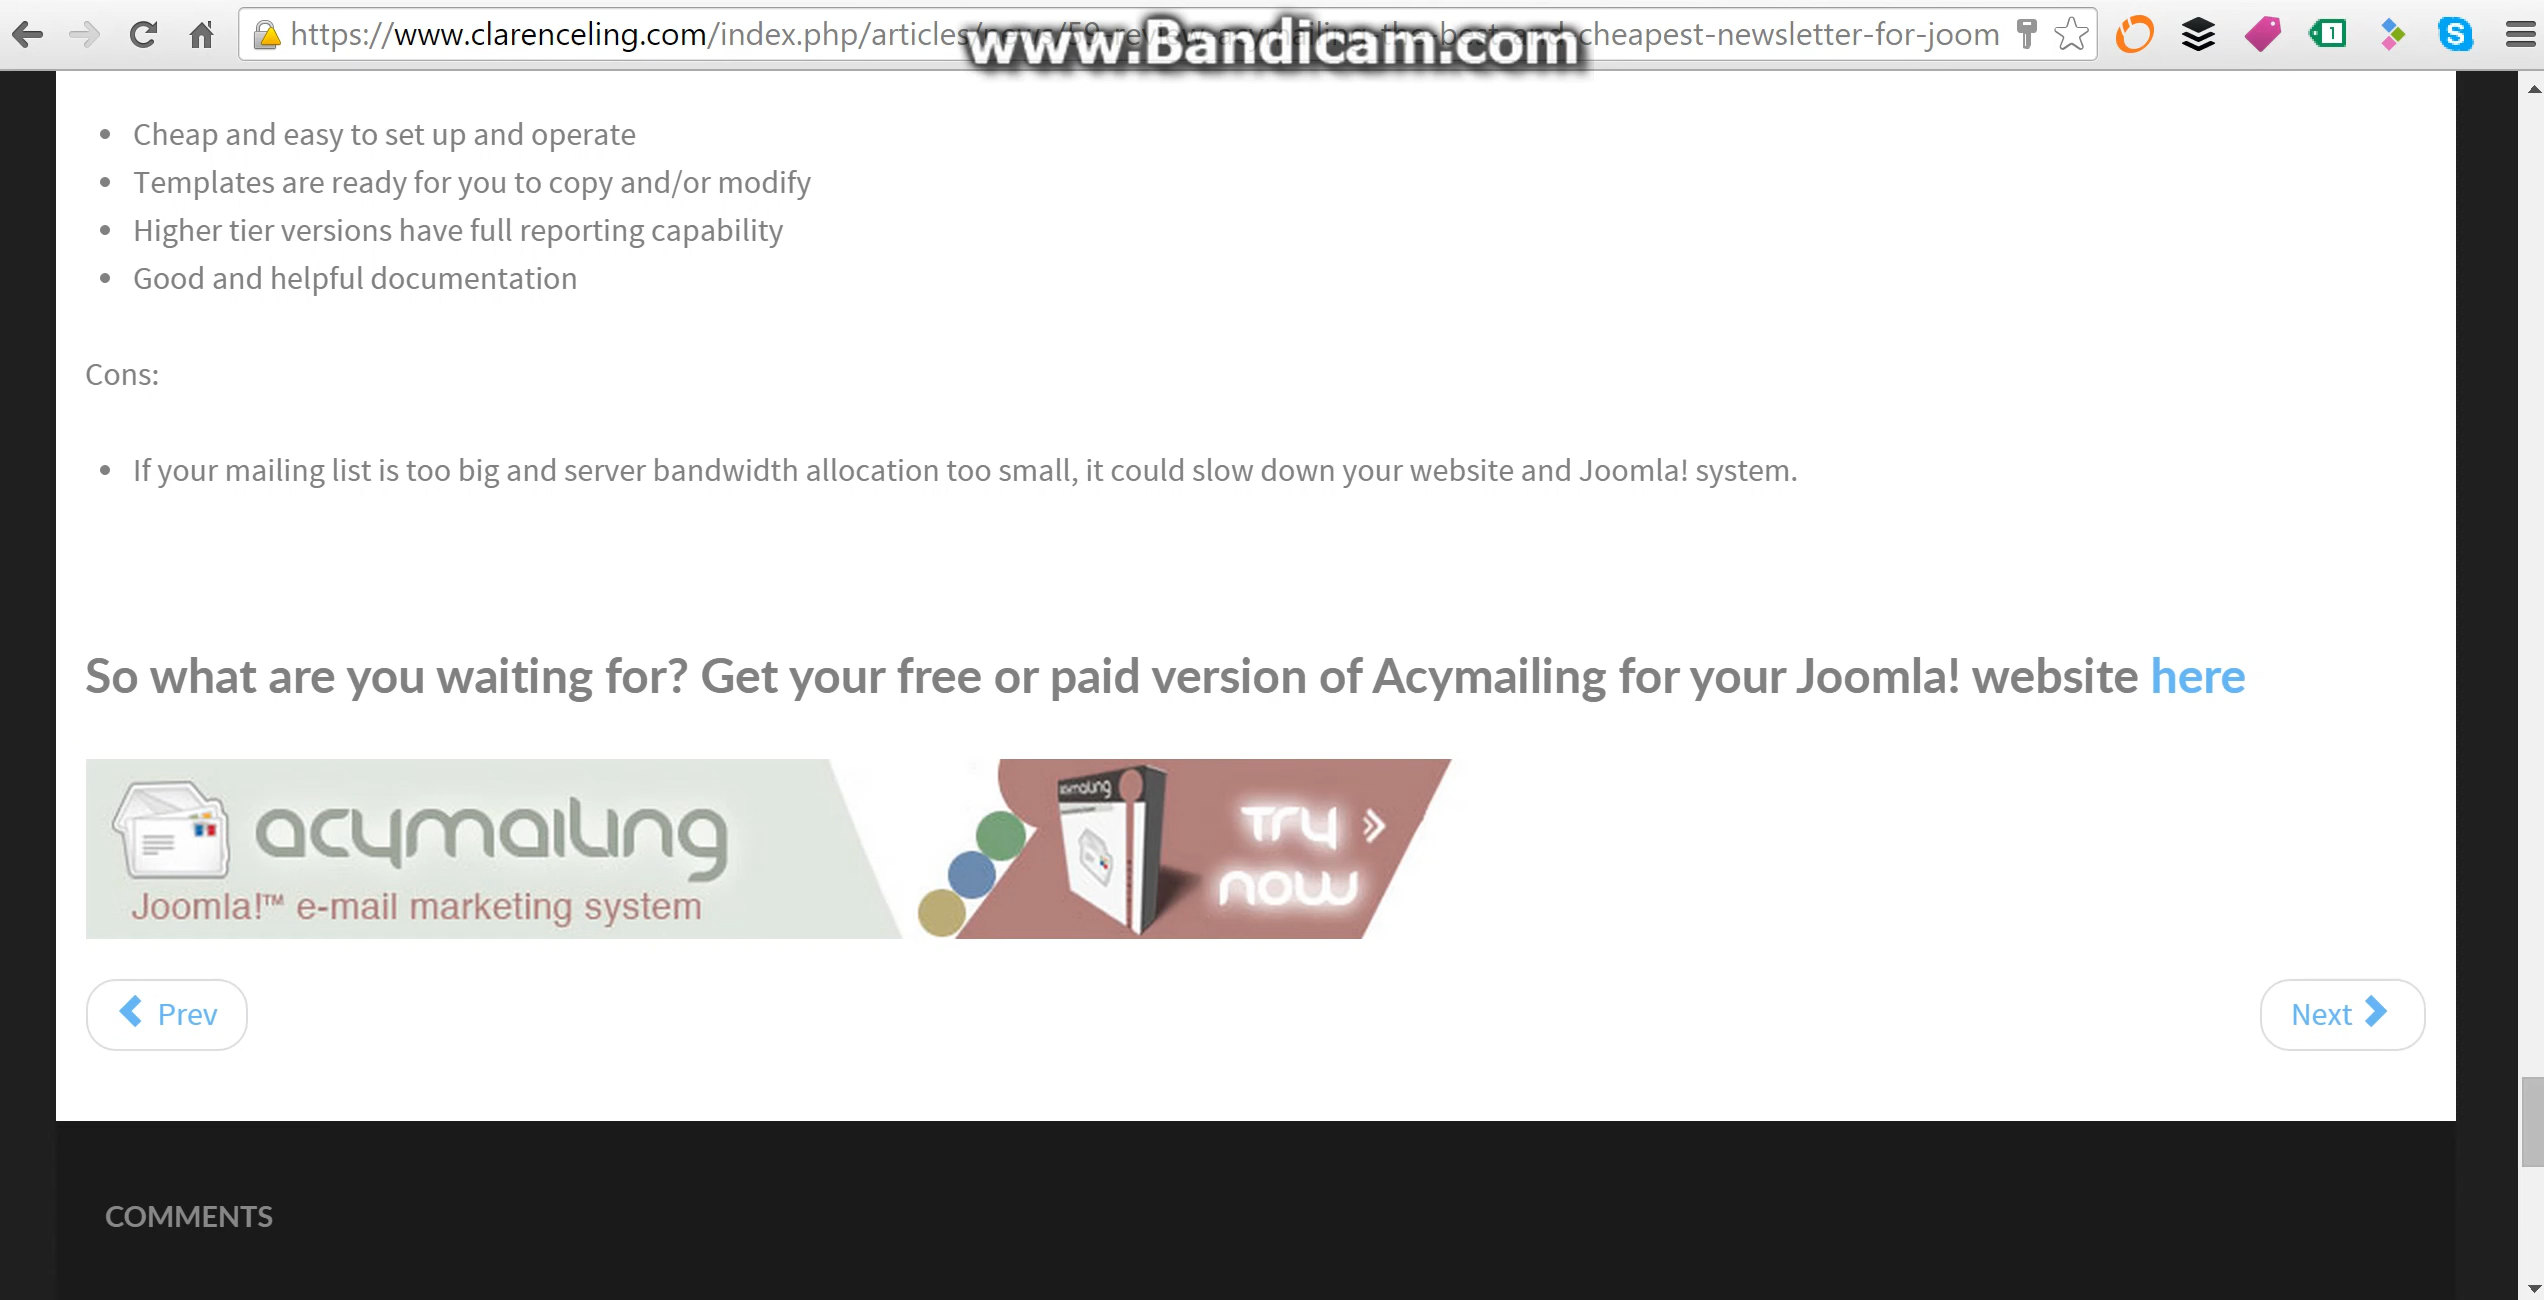 https://www.clarenceling.com/index.php/articles cheapest-newsletter-for-joom
www.Bandicam.com
1
Cheap and easy to set up and operate
Templates are ready for you to copy and/or modify
Higher tier versions have full reporting capability
Good and helpful documentation
Cons:
If your mailing list is too big and server bandwidth allocation too small, it could slow down your website and Joomla! system.
So what are you waiting for? Get your free or paid version of Acymailing for your Joomla! website here
acymailing
Joomla!™ e-mail marketing system
acymailing
Try »
now
Prev
Next
COMMENTS